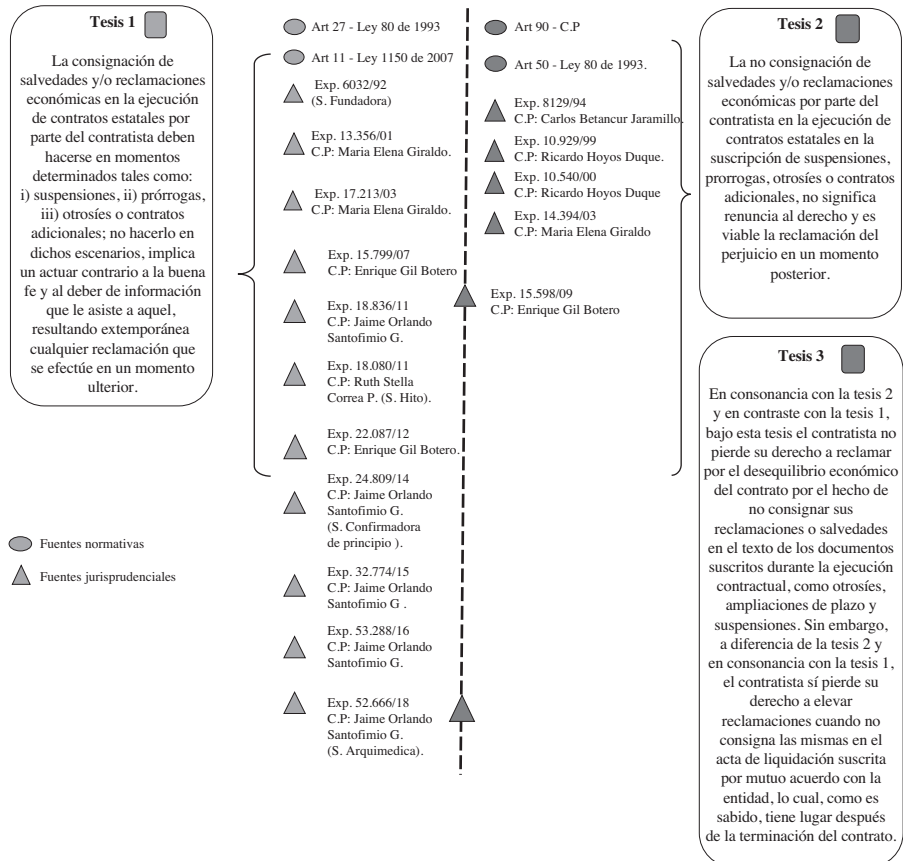 Tesis 1
La consignación de
salvedades y/o reclamaciones
económicas en la ejecución
de contratos estatales por
parte del contratista deben
hacerse en momentos
determinados tales como:
i) suspensiones, ii) prórrogas,
iii) otrosíes o contratos
adicionales; no hacerlo en
dichos escenarios, implica
un actuar contrario a la buena
fe y al deber de información
que le asiste a aquel,
resultando extemporánea
cualquier reclamación que
se efectúe en un momento
ulterior.
Fuentes normativas
Fuentes jurisprudenciales
Art 27 - Ley 80 de 1993
Art 11 - Ley 1150 de 2007
Exp. 6032/92
(S. Fundadora)
Exp. 13.356/01
C.P: Maria Elena Giraldo.
Exp. 17.213/03
C.P: Maria Elena Giraldo.
Exp. 15.799/07
C.P: Enrique Gil Botero
Exp. 18.836/11
C.P: Jaime Orlando
Santofimio G.
Exp. 18.080/11
C.P: Ruth Stella
Correa P. (S. Hito).
Exp. 22.087/12
C.P: Enrique Gil Botero.
Exp. 24.809/14
C.P: Jaime Orlando
Santofimio G.
(S. Confirmadora
de principio ).
Exp. 32.774/15
C.P: Jaime Orlando
Santofimio G .
Exp. 53.288/16
C.P: Jaime Orlando
Santofimio G.
Exp. 52.666/18
C.P: Jaime Orlando
Santofimio G.
(S. Arquimedica).
Art 90 - C.P
Art 50 - Ley 80 de 1993.
Exp. 8129/94
C.P: Carlos Betancur Jaramillo.
Exp. 10.929/99
C.P: Ricardo Hoyos Duque.
Exp. 10.540/00
C.P: Ricardo Hoyos Duque
Exp. 14.394/03
C.P: Maria Elena Giraldo
Exp. 15.598/09
C.P: Enrique Gil Botero
Tesis 2
La no consignación de
salvedades y/o reclamaciones
económicas por parte del
contratista en la ejecución de
contratos estatales en la
suscripción de suspensiones,
prorrogas, otrosíes o contratos
adicionales, no significa
renuncia al derecho y es
viable la reclamación del
perjuicio en un momento
posterior.
Tesis 3
En consonancia con la tesis 2
y en contraste con la tesis 1,
bajo esta tesis el contratista no
pierde su derecho a reclamar
por el desequilibrio económico
del contrato por el hecho de
no consignar sus
reclamaciones o salvedades
en el texto de los documentos
suscritos durante la ejecución
contractual, como otrosíes,
ampliaciones de plazo y
suspensiones. Sin embargo,
a diferencia de la tesis 2 y
en consonancia con la tesis 1,
el contratista sí pierde su
derecho a elevar
reclamaciones cuando no
consigna las mismas en el
acta de liquidación suscrita
por mutuo acuerdo con la
entidad, lo cual, como es
sabido, tiene lugar después
de la terminación del contrato.